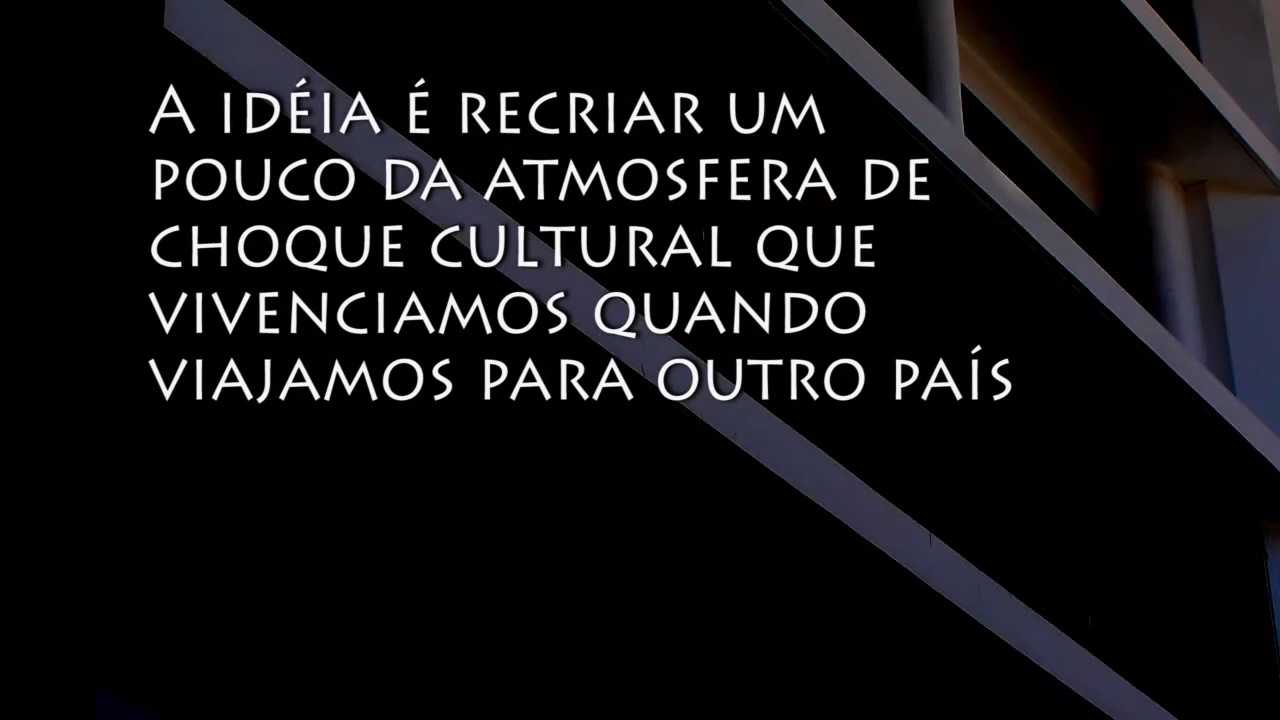 A IDÉIA É RECRIAR UM
POUCO DA ATMOSFERA DE
CHOQUE CULTURAL QUE
VIVENCIAMOS QUANDO
VIAJAMOS PARA OUTRO PAÍS